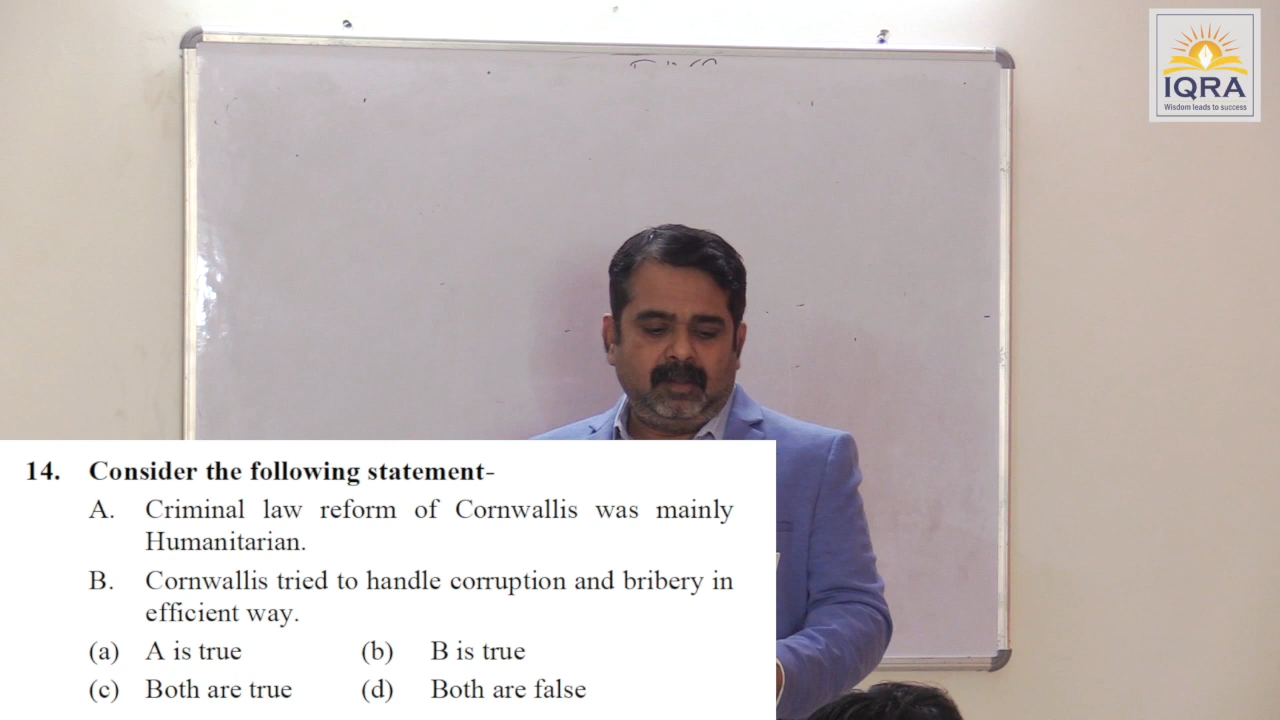 IQRA
Wisdom leads to success
14. Consider the following statement-
A. Criminal law reform of Cornwallis was mainly
Humanitarian.
B. Cornwallis tried to handle corruption and bribery in
efficient way.
(a) A is true (b) B is true
(c) Both are true (d) Both are false